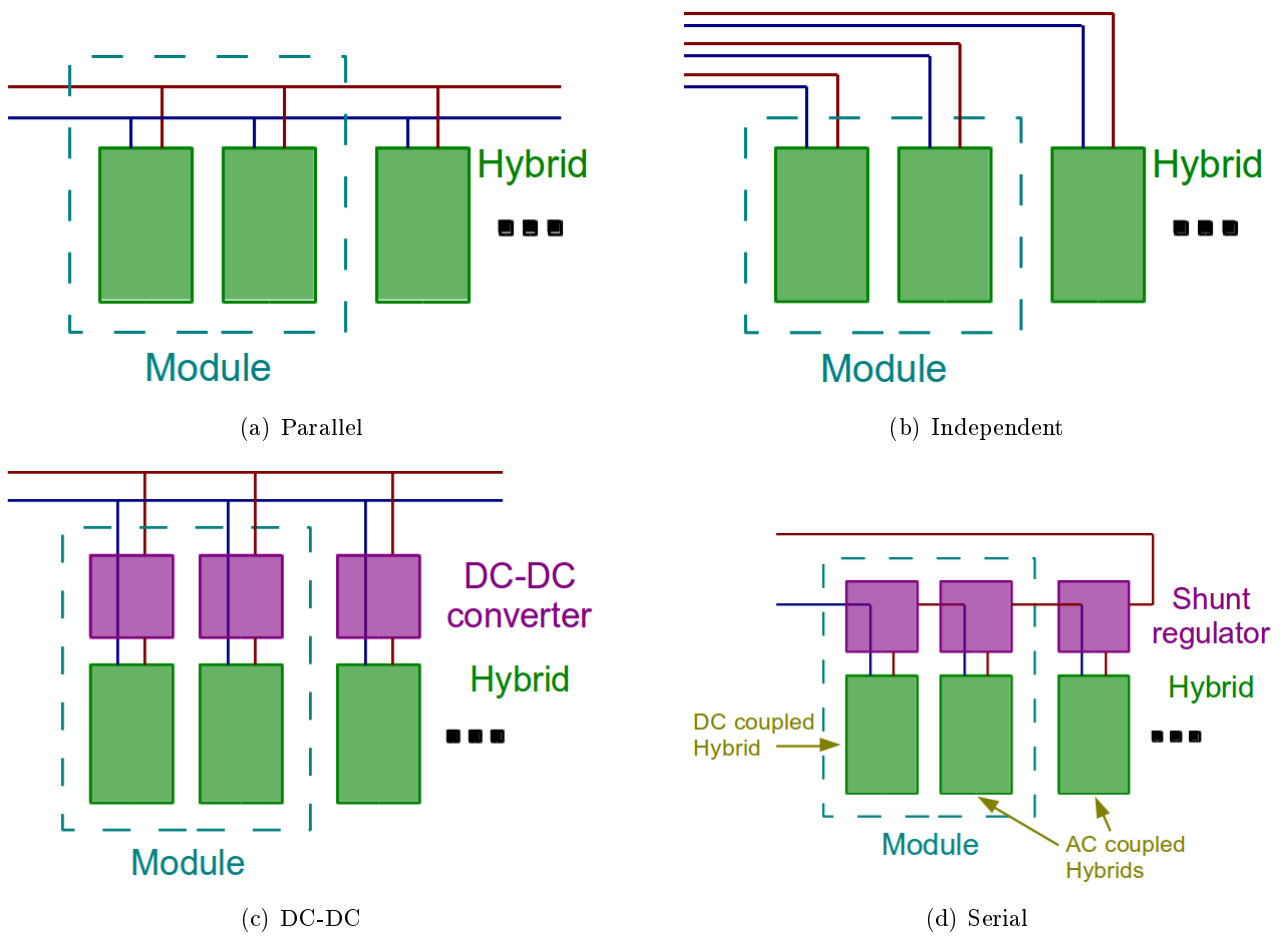 Hybrid
Module
(a) Parallel
Hybrid
Module
(b) Independent
DC-DC
converter
Hybrid
Module
(c) DC-DC
Shunt
regulator
Hybrid
DC coupled
Hybrid
Module
AC coupled
Hybrids
(d) Serial